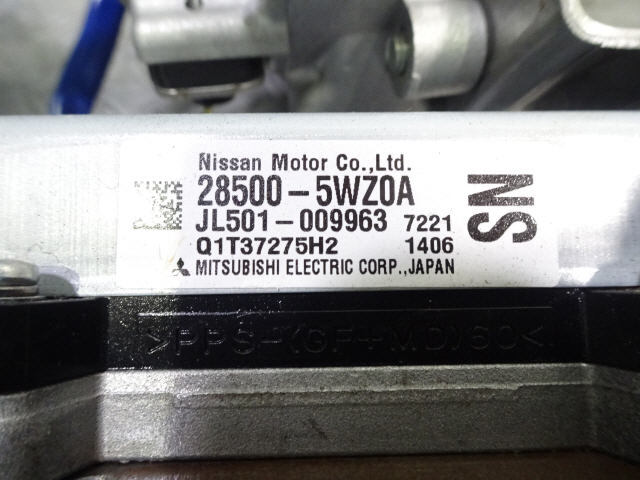 Nissan Motor Co.,Ltd.
28500-5WZ0A
JL501-009963 7221
Q1T37275H2 1406
MITSUBISHI ELECTRIC CORP.,JAPAN
SN
>PPS-(GF+MD)60<